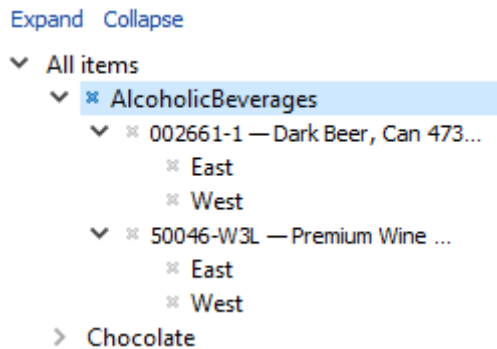 Expand Collapse
All items
AlcoholicBeverages
002661-1 — Dark Beer, Can 473...
East
West
50046-W3L — Premium Wine ...
East
West
Chocolate